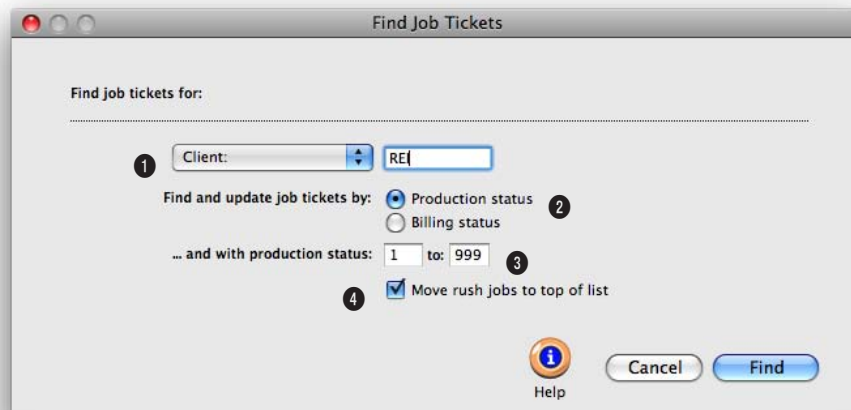 Find Job Tickets
Find job tickets for:
1 Client: REI
Find and update job tickets by: Production status 2
Billing status
... and with production status: 1 to: 999 3
4 Move rush jobs to top of list
Help
Cancel Find